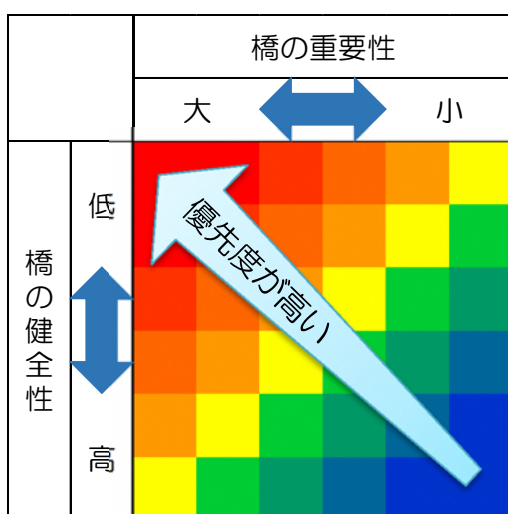 橋の重要性
大
小
橋の健全性
低
高
優先度が高い